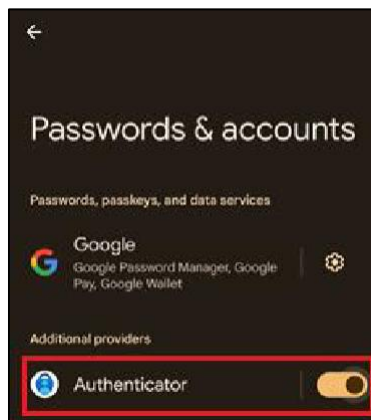 Passwords & accounts
Passwords, passkeys, and data services
Google
Google Password Manager, Google
Pay, Google Wallet
Additional providers
Authenticator